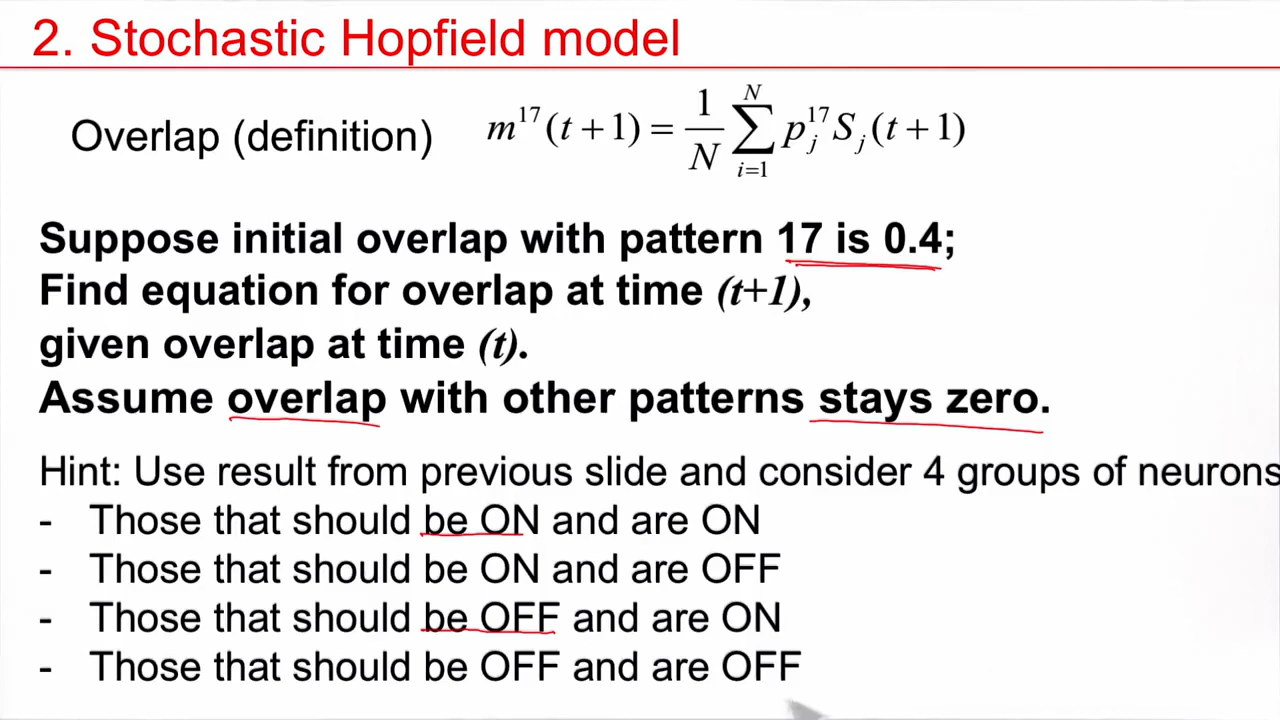 2. Stochastic Hopfield model
Overlap (definition) m^{17}(t+1) = \frac{1}{N} \sum_{i=1}^{N} p_j^{17} S_j(t+1)
Suppose initial overlap with pattern 17 is 0.4;
Find equation for overlap at time (t+1),
given overlap at time (t).
Assume overlap with other patterns stays zero.
Hint: Use result from previous slide and consider 4 groups of neurons
- Those that should be ON and are ON
- Those that should be ON and are OFF
- Those that should be OFF and are ON
- Those that should be OFF and are OFF